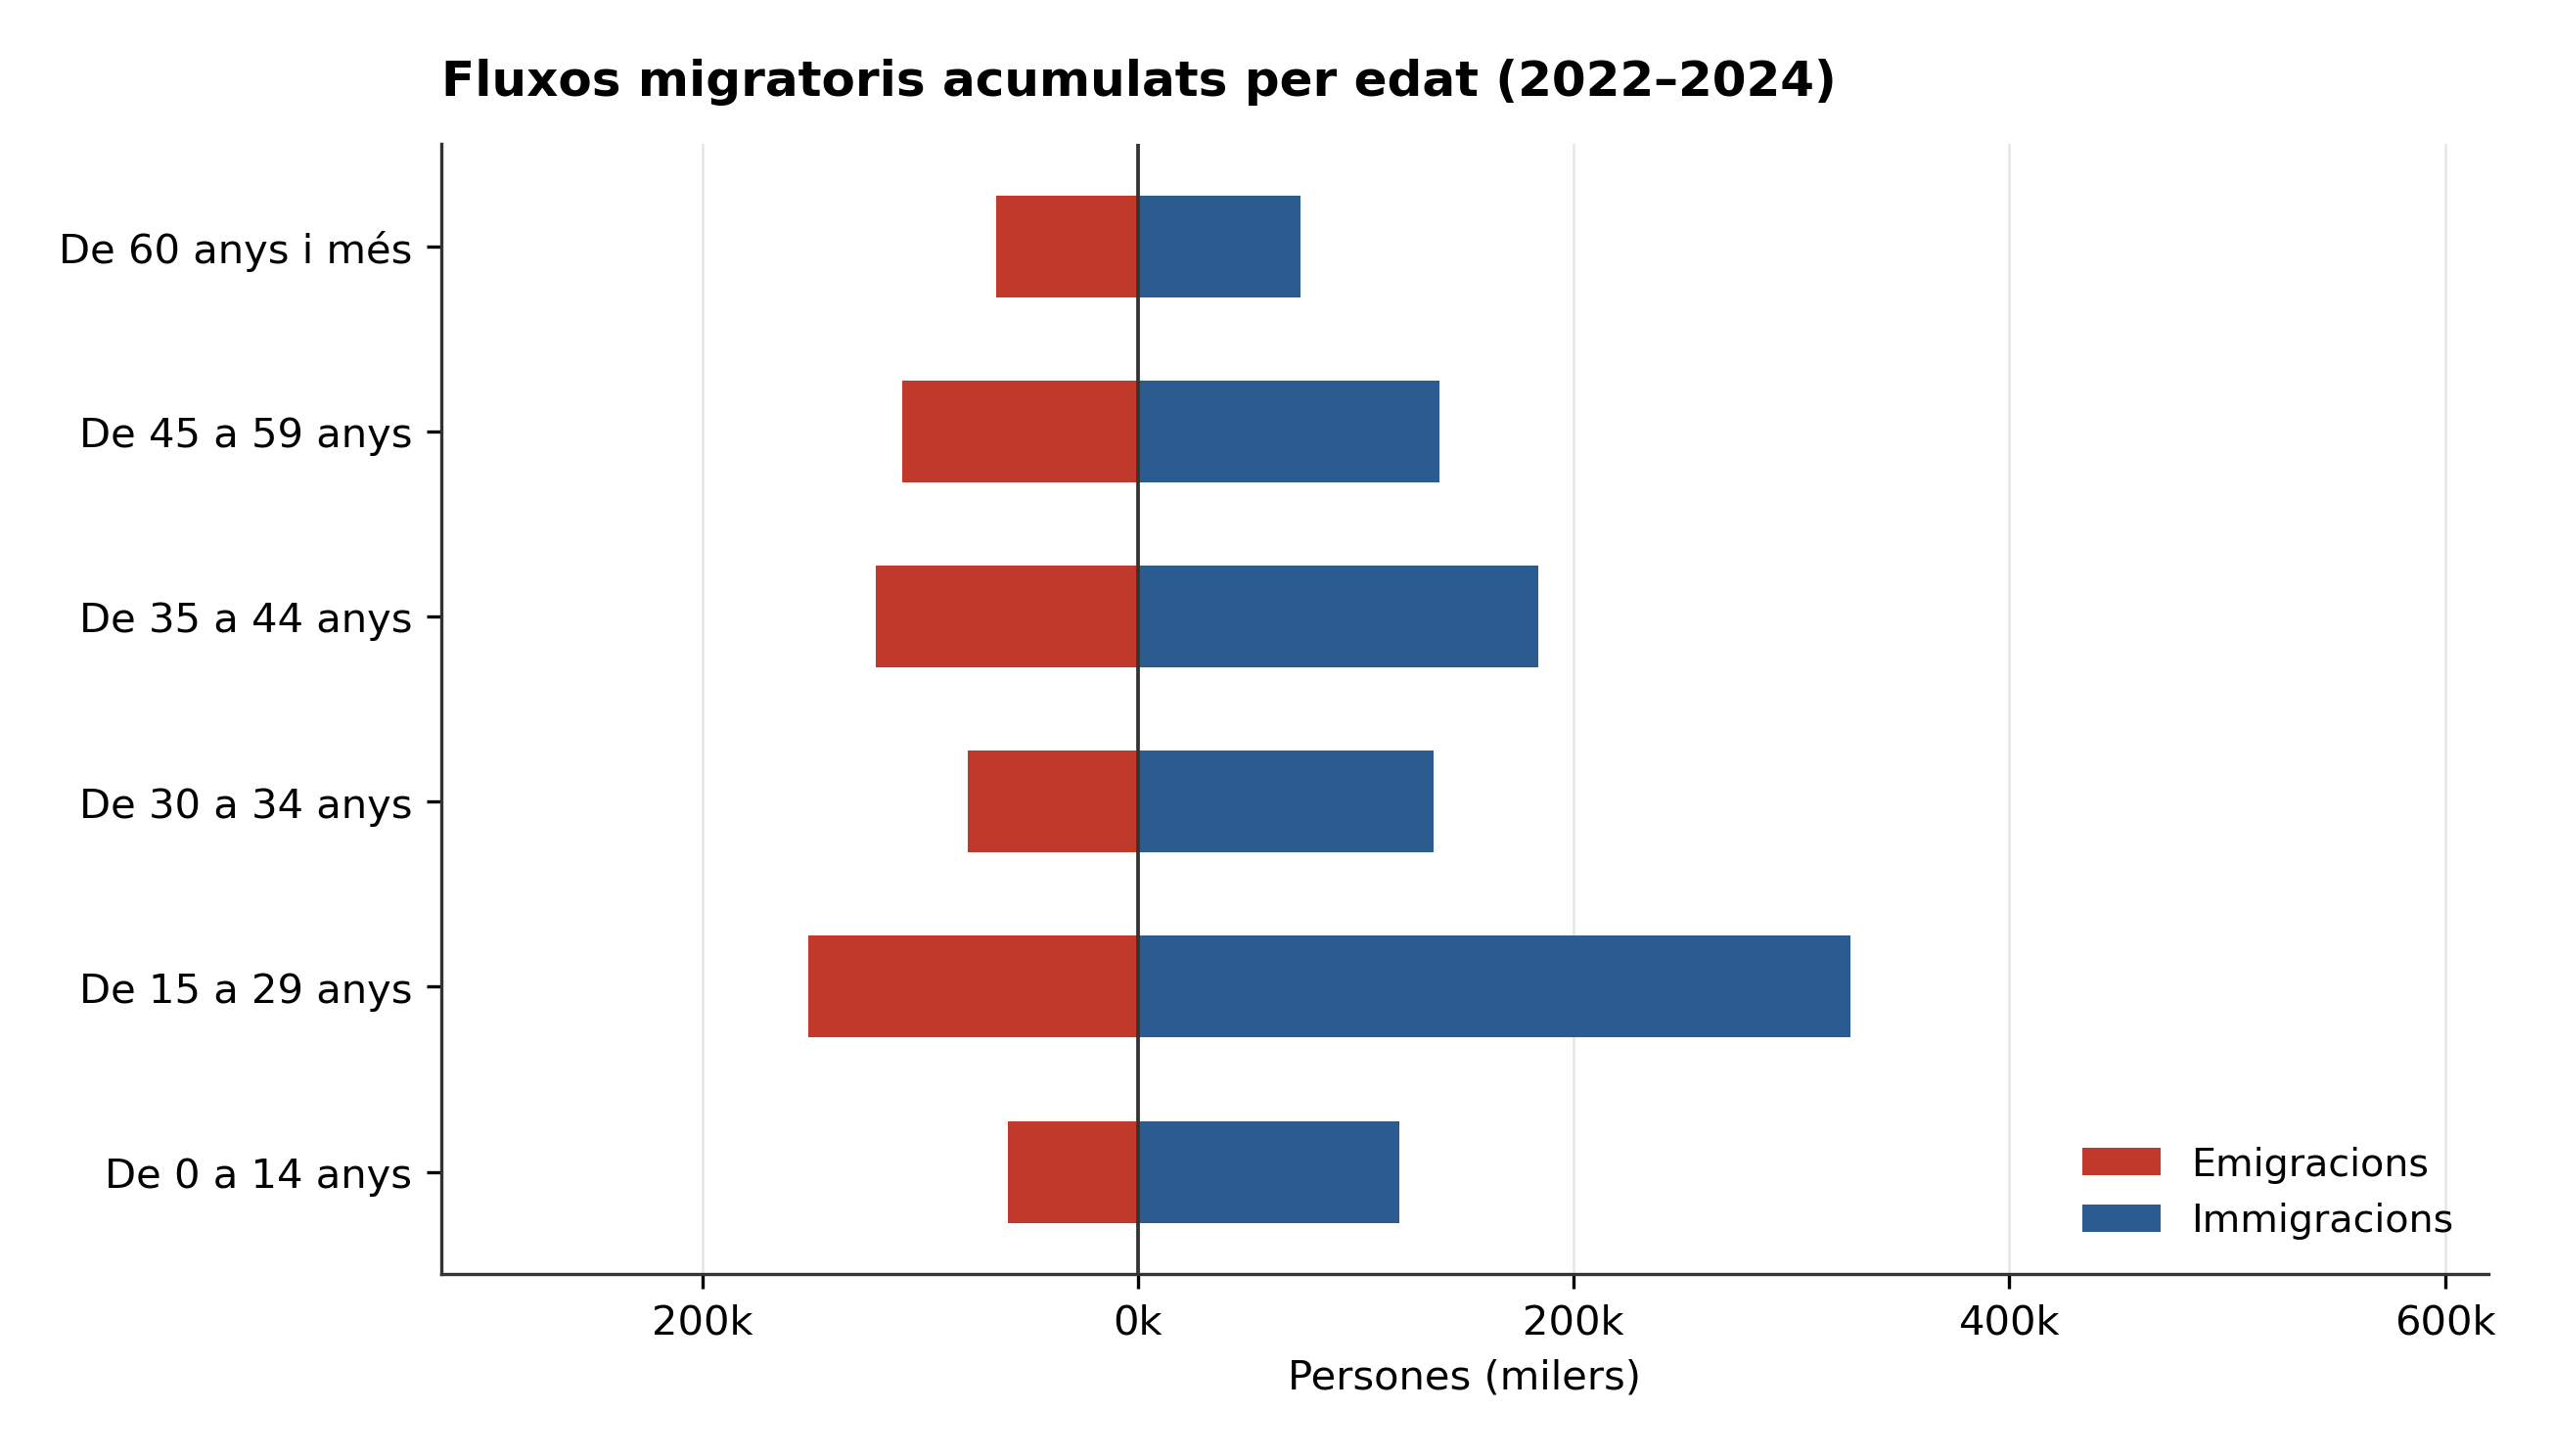 Fluxos migratoris acumulats per edat (2022–2024)
De 60 anys i més
De 45 a 59 anys
De 35 a 44 anys
De 30 a 34 anys
De 15 a 29 anys
De 0 a 14 anys
Emigracions
Immigracions
200k 0k 200k 400k 600k
Persones (milers)